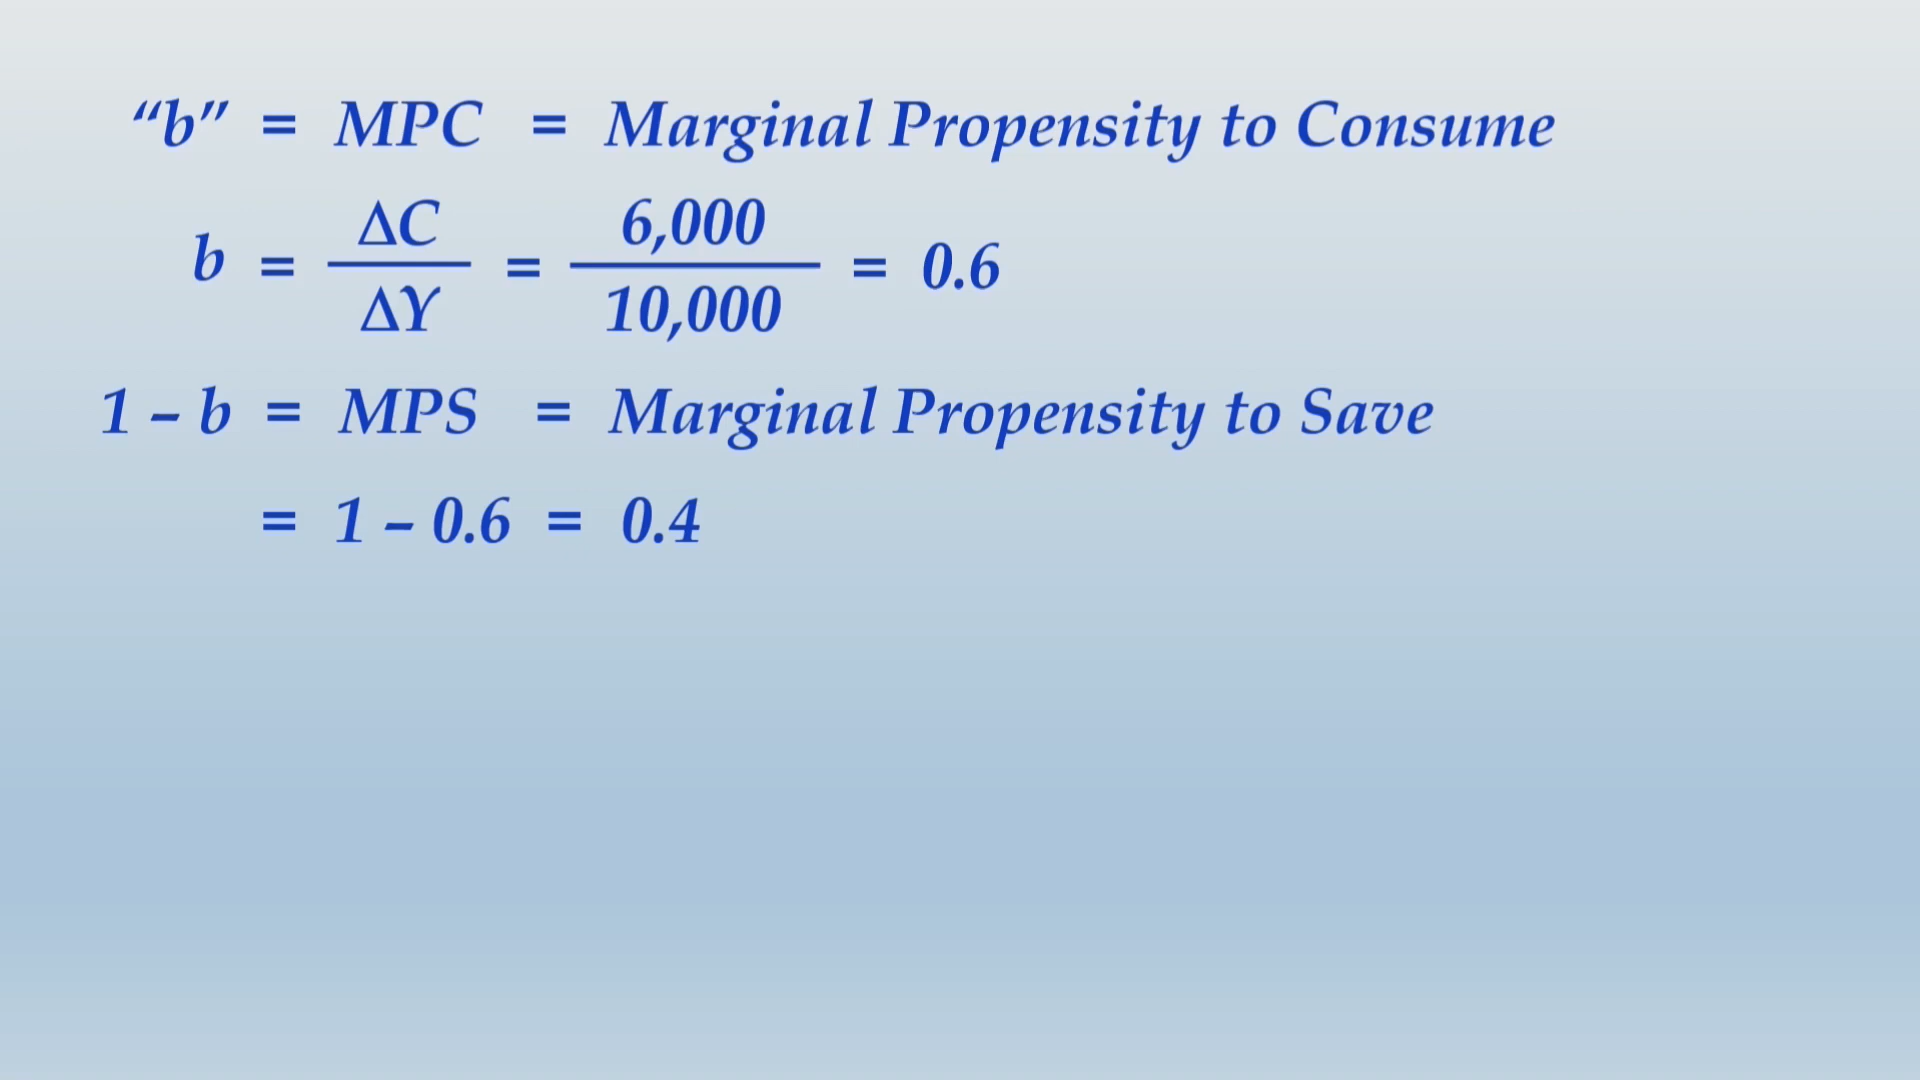 “b” = MPC = Marginal Propensity to Consume
b = ΔC / ΔY = 6,000 / 10,000 = 0.6
1 – b = MPS = Marginal Propensity to Save
= 1 – 0.6 = 0.4